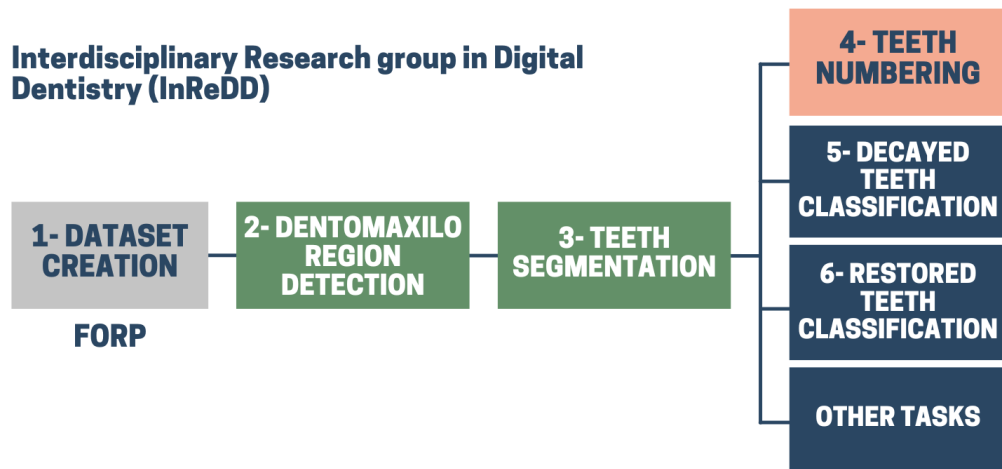 Interdisciplinary Research group in Digital
Dentistry (InReDD)
1- DATASET
CREATION
FORP
2- DENTOMAXILO
REGION
DETECTION
3- TEETH
SEGMENTATION
4- TEETH
NUMBERING
5- DECAYED
TEETH
CLASSIFICATION
6- RESTORED
TEETH
CLASSIFICATION
OTHER TASKS